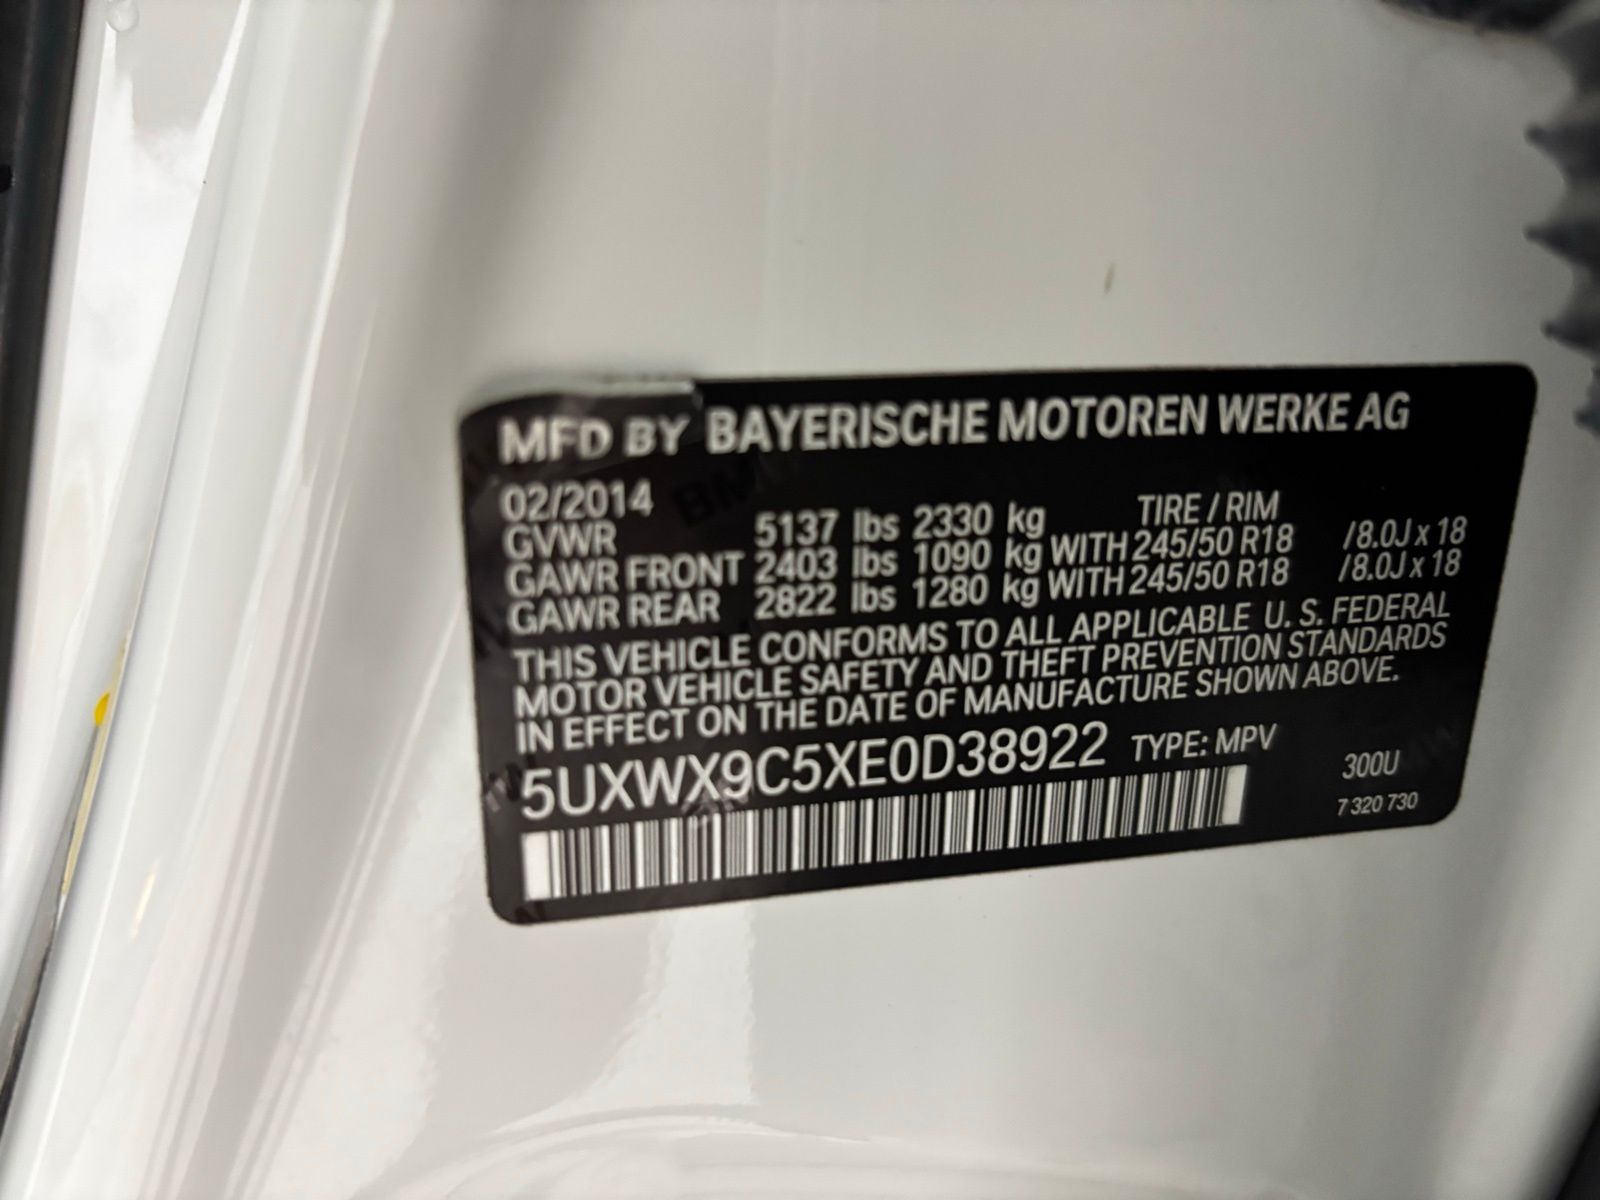 MFD BY BAYERISCHE MOTOREN WERKE AG
02/2014 TIRE / RIM
GVWR 5137 lbs 2330 kg
GAWR FRONT 2403 lbs 1090 kg WITH 245/50 R18 /8.0J x 18
GAWR REAR 2822 lbs 1280 kg WITH 245/50 R18 /8.0J x 18
THIS VEHICLE CONFORMS TO ALL APPLICABLE U. S. FEDERAL
MOTOR VEHICLE SAFETY AND THEFT PREVENTION STANDARDS
IN EFFECT ON THE DATE OF MANUFACTURE SHOWN ABOVE.
5UXWX9C5XE0D38922 TYPE: MPV
300U
7 320 730